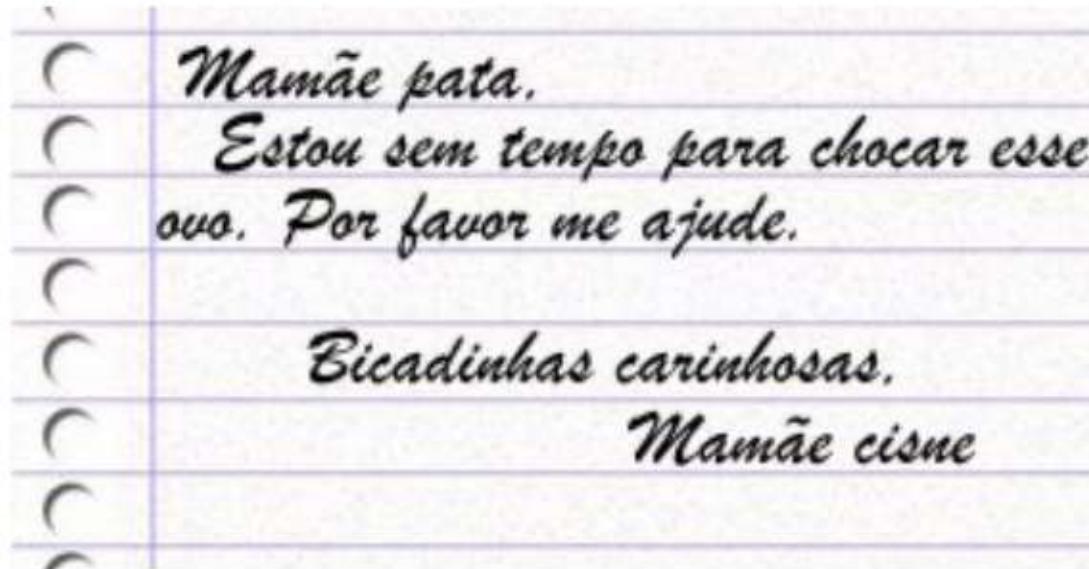 Mamãe pata,
Estou sem tempo para chocar esse
ovo. Por favor me ajude.
Bicadinhas carinhosas,
Mamãe cisne